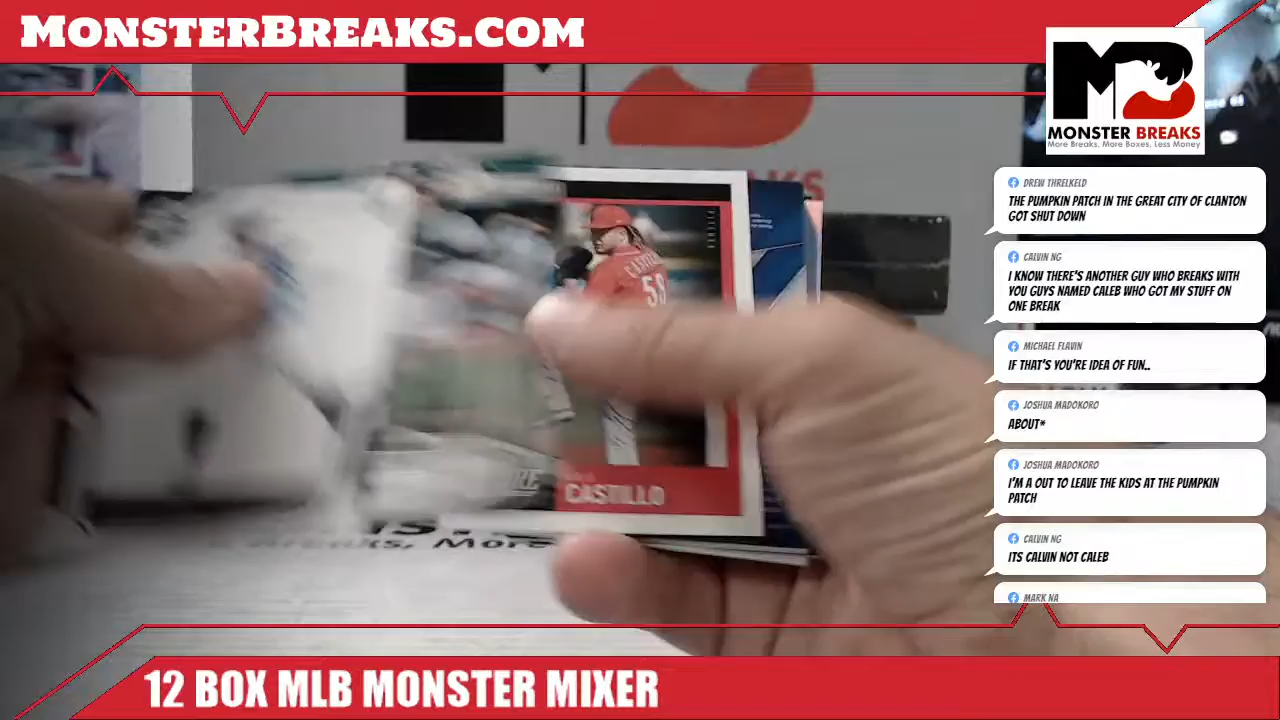 MONSTERBREAKS.COM
MB
MONSTER BREAKS
More Breaks, More Boxes, Less Money
DREW THRELKELD
THE PUMPKIN PATCH IN THE GREAT CITY OF CLANTON
GOT SHUT DOWN
CALVIN NG
I KNOW THERE'S ANOTHER GUY WHO BREAKS WITH
YOU GUYS NAMED CALEB WHO GOT MY STUFF ON
ONE BREAK
MICHAEL FLAVIN
IF THAT'S YOU'RE IDEA OF FUN..
JOSHUA MADOKORO
ABOUT*
JOSHUA MADOKORO
I'M A OUT TO LEAVE THE KIDS AT THE PUMPKIN
PATCH
CALVIN NG
ITS CALVIN NOT CALEB
MARK NA
CASTILLO
12 BOX MLB MONSTER MIXER